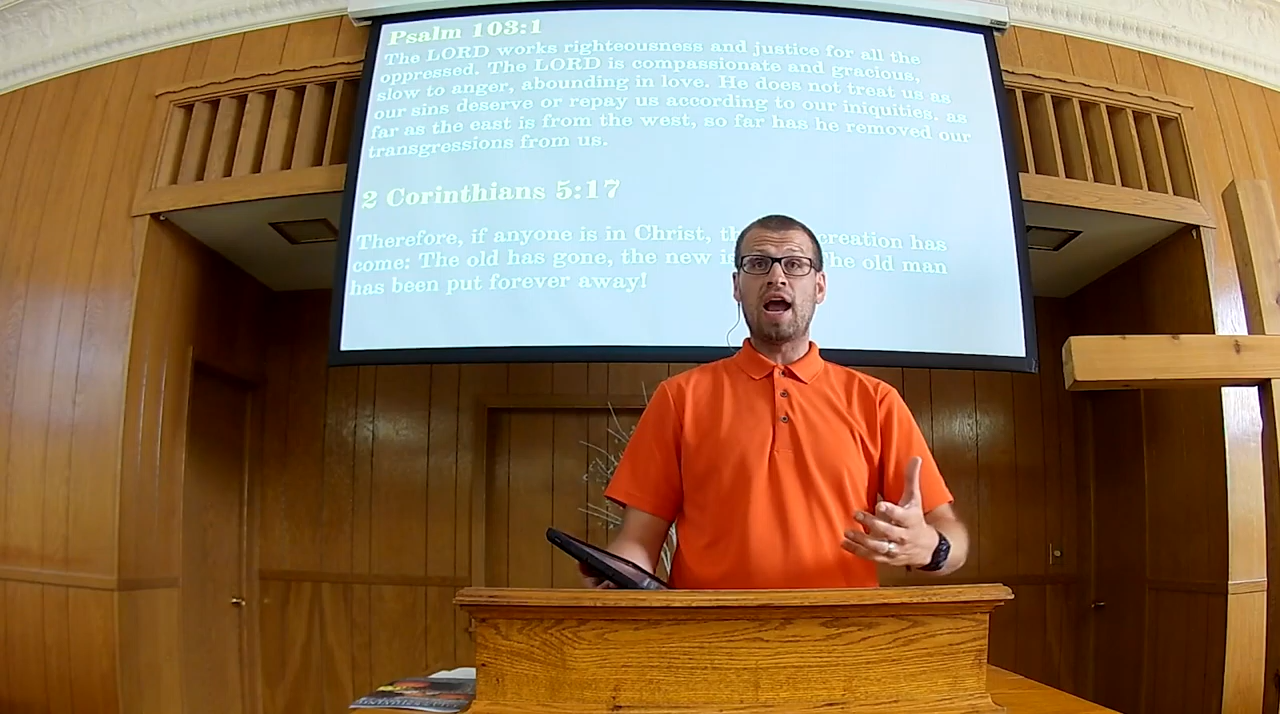 Psalm 103:1
The LORD works righteousness and justice for all the
oppressed. The LORD is compassionate and gracious,
slow to anger, abounding in love. He does not treat us as
our sins deserve or repay us according to our iniquities. as
far as the east is from the west, so far has he removed our
transgressions from us.
2 Corinthians 5:17
Therefore, if anyone is in Christ, creation has
come: The old has gone, the new The old man
has been put forever away!